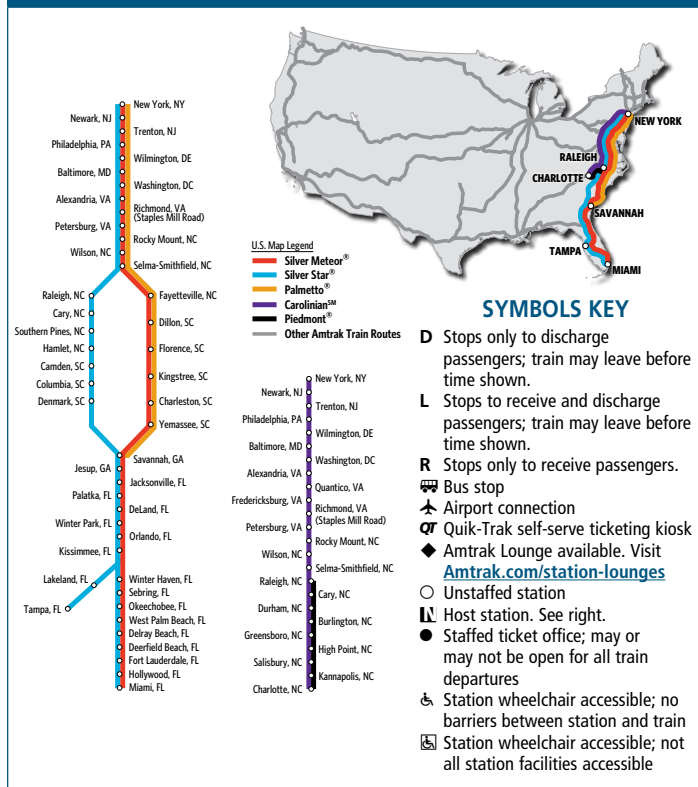 New York, NY
Newark, NJ
Trenton, NJ
Philadelphia, PA
Wilmington, DE
Baltimore, MD
Washington, DC
Alexandria, VA
Richmond, VA
(Staples Mill Road)
Petersburg, VA
Rocky Mount, NC
Wilson, NC
Selma-Smithfield, NC
Raleigh, NC
Fayetteville, NC
Cary, NC
Dillon, SC
Southern Pines, NC
Hamlet, NC
Florence, SC
Camden, SC
Kingstree, SC
Columbia, SC
Denmark, SC
Charleston, SC
Yemassee, SC
Savannah, GA
Jesup, GA
Jacksonville, FL
Palatka, FL
DeLand, FL
Winter Park, FL
Orlando, FL
Kissimmee, FL
Lakeland, FL
Winter Haven, FL
Sebring, FL
Tampa, FL
Okeechobee, FL
West Palm Beach, FL
Delray Beach, FL
Deerfield Beach, FL
Fort Lauderdale, FL
Hollywood, FL
Miami, FL
NEW YORK
RALEIGH
CHARLOTTE
SAVANNAH
TAMPA
MIAMI
U.S. Map Legend
Silver Meteor®
Silver Star®
Palmetto®
Carolinian℠
Piedmont®
Other Amtrak Train Routes
New York, NY
Newark, NJ
Trenton, NJ
Philadelphia, PA
Wilmington, DE
Baltimore, MD
Washington, DC
Alexandria, VA
Quantico, VA
Fredericksburg, VA
Richmond, VA
(Staples Mill Road)
Petersburg, VA
Rocky Mount, NC
Wilson, NC
Selma-Smithfield, NC
Raleigh, NC
Cary, NC
Durham, NC
Burlington, NC
Greensboro, NC
High Point, NC
Salisbury, NC
Kannapolis, NC
Charlotte, NC
SYMBOLS KEY
D Stops only to discharge
passengers; train may leave before
time shown.
L Stops to receive and discharge
passengers; train may leave before
time shown.
R Stops only to receive passengers.
Bus stop
Airport connection
QT Quik-Trak self-serve ticketing kiosk
◆ Amtrak Lounge available. Visit
Amtrak.com/station-lounges
○ Unstaffed station
N Host station. See right.
● Staffed ticket office; may or
may not be open for all train
departures
♿ Station wheelchair accessible; no
barriers between station and train
♿ Station wheelchair accessible; not
all station facilities accessible